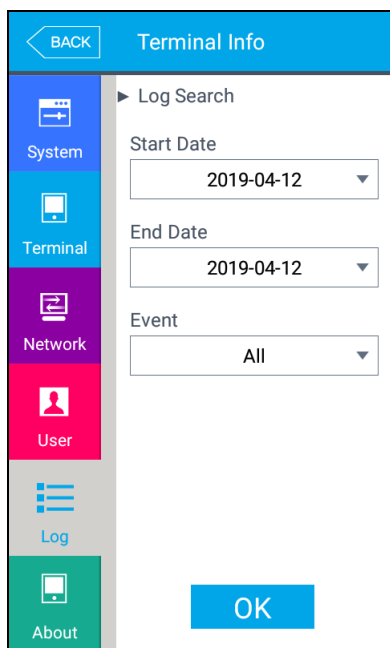 BACK
Terminal Info
System
Terminal
Network
User
Log
About
► Log Search
Start Date
2019-04-12
End Date
2019-04-12
Event
All
OK